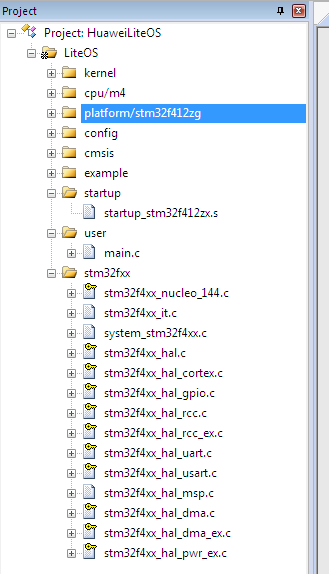 Project
Project: HuaweiLiteOS
LiteOS
kernel
cpu/m4
platform/stm32f412zg
config
cmsis
example
startup
startup_stm32f412zx.s
user
main.c
stm32fxx
stm32f4xx_nucleo_144.c
stm32f4xx_it.c
system_stm32f4xx.c
stm32f4xx_hal.c
stm32f4xx_hal_cortex.c
stm32f4xx_hal_gpio.c
stm32f4xx_hal_rcc.c
stm32f4xx_hal_rcc_ex.c
stm32f4xx_hal_uart.c
stm32f4xx_hal_usart.c
stm32f4xx_hal_msp.c
stm32f4xx_hal_dma.c
stm32f4xx_hal_dma_ex.c
stm32f4xx_hal_pwr_ex.c